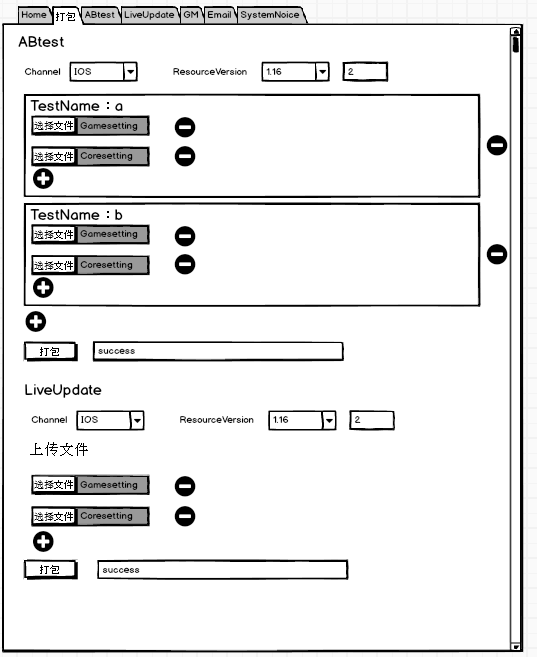 Home 打包 ABtest LiveUpdate GM Email SystemNoice
ABtest
Channel IOS ResourceVersion 1.16 2
TestName：a
选择文件 Gamesetting
选择文件 Coresetting
TestName：b
选择文件 Gamesetting
选择文件 Coresetting
打包 success
LiveUpdate
Channel IOS ResourceVersion 1.16 2
上传文件
选择文件 Gamesetting
选择文件 Coresetting
打包 success